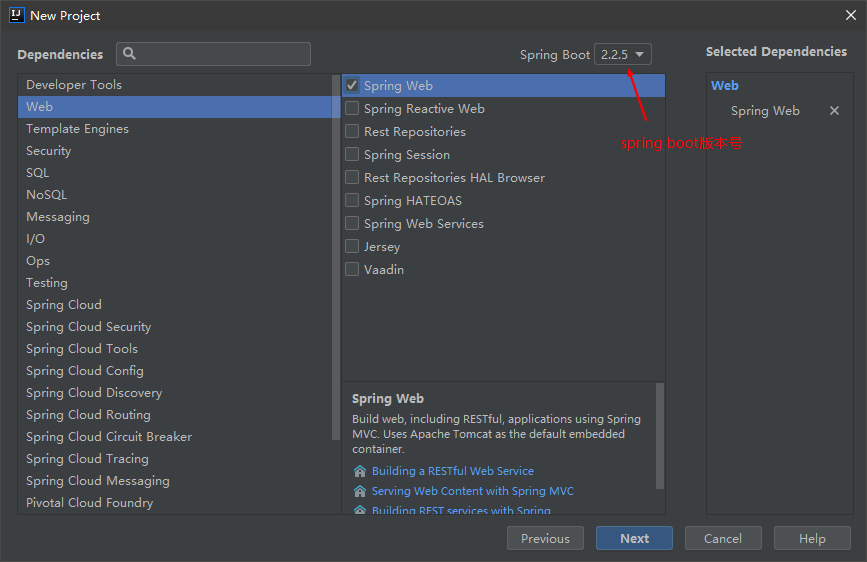 New Project
Dependencies
Spring Boot 2.2.5
Selected Dependencies
Developer Tools
Web
Template Engines
Security
SQL
NoSQL
Messaging
I/O
Ops
Testing
Spring Cloud
Spring Cloud Security
Spring Cloud Tools
Spring Cloud Config
Spring Cloud Discovery
Spring Cloud Routing
Spring Cloud Circuit Breaker
Spring Cloud Tracing
Spring Cloud Messaging
Pivotal Cloud Foundry
Spring Web
Spring Reactive Web
Rest Repositories
Spring Session
Rest Repositories HAL Browser
Spring HATEOAS
Spring Web Services
Jersey
Vaadin
spring boot版本号
Web
Spring Web
Spring Web
Build web, including RESTful, applications using Spring
MVC. Uses Apache Tomcat as the default embedded
container.
Building a RESTful Web Service
Serving Web Content with Spring MVC
Building REST services with Spring
Previous
Next
Cancel
Help